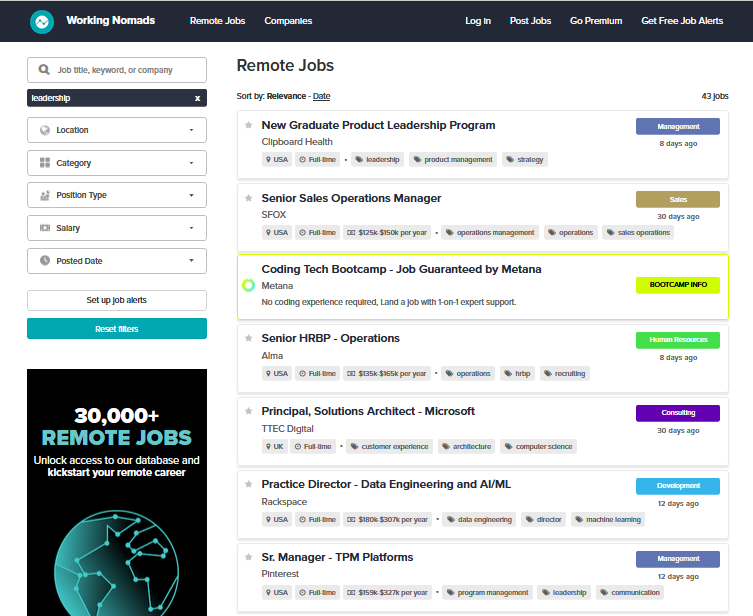 Working Nomads
Remote Jobs
Companies
Log in
Post Jobs
Go Premium
Get Free Job Alerts
Job title, keyword, or company
leadership x
Location
Category
Position Type
Salary
Posted Date
Set up job alerts
Reset filters
30,000+
REMOTE JOBS
Unlock access to our database and
kickstart your remote career
Remote Jobs
Sort by: Relevance - Date
43 jobs
New Graduate Product Leadership Program
Management
Clipboard Health
8 days ago
USA Full-time • leadership product management strategy
Senior Sales Operations Manager
Sales
SFOX
30 days ago
USA Full-time $125k-$150k per year • operations management operations sales operations
Coding Tech Bootcamp - Job Guaranteed by Metana
Metana
BOOTCAMP INFO
No coding experience required, Land a job with 1-on-1 expert support.
Senior HRBP - Operations
Human Resources
Alma
8 days ago
USA Full-time $135k-$165k per year • operations hrbp recruiting
Principal, Solutions Architect - Microsoft
Consulting
TTEC Digital
30 days ago
UK Full-time • customer experience architecture computer science
Practice Director - Data Engineering and AI/ML
Development
Rackspace
12 days ago
USA Full-time $180k-$307k per year • data engineering director machine learning
Sr. Manager - TPM Platforms
Management
Pinterest
12 days ago
USA Full-time $159k-$327k per year • program management leadership communication